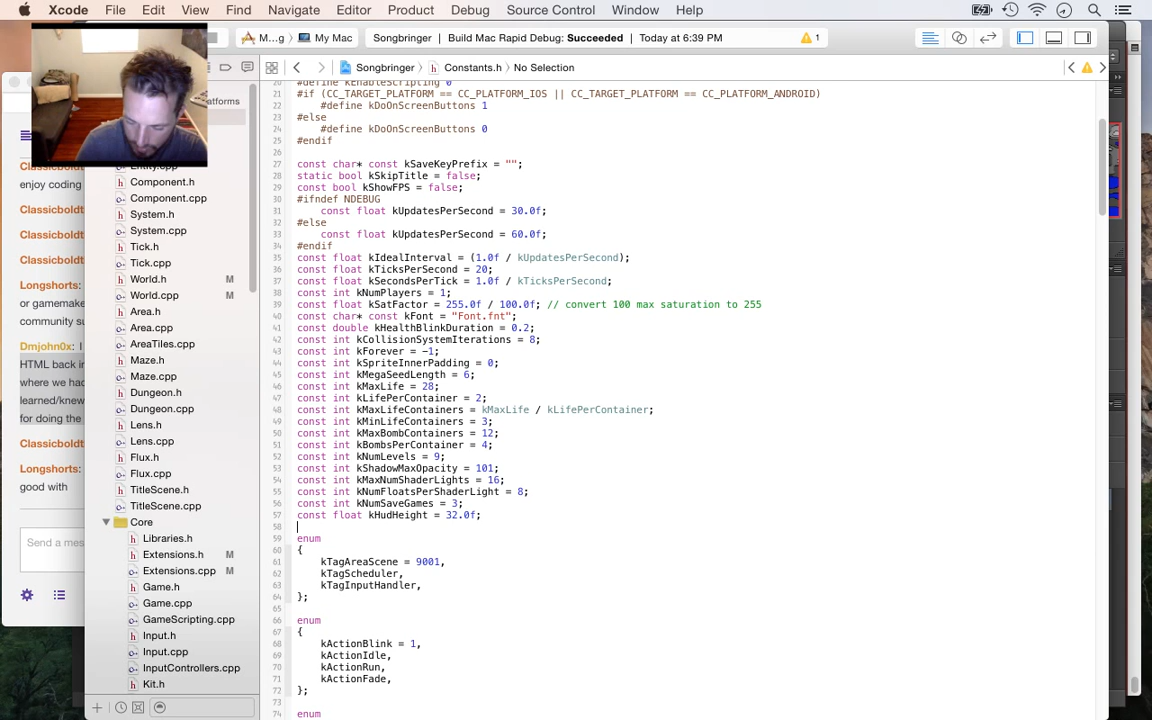 Xcode File Edit View Find Navigate Editor Product Debug Source Control Window Help
M...g My Mac Songbringer | Build Mac Rapid Debug: Succeeded | Today at 6:39 PM 1
Songbringer Constants.h No Selection
atforms
Classicboldt
enjoy coding
Classicboldt
Classicboldt
Classicboldt
Longshorts:
or gamemake
community su
Dmjohn0x: I
HTML back in
where we had
learned/knew
for doing the
Classicboldt
Longshorts:
good with
Send a mes
Entity.cpp
Component.h
Component.cpp
System.h
System.cpp
Tick.h
Tick.cpp
World.h M
World.cpp M
Area.h
Area.cpp
AreaTiles.cpp
Maze.h
Maze.cpp
Dungeon.h
Dungeon.cpp
Lens.h
Lens.cpp
Flux.h
Flux.cpp
TitleScene.h
TitleScene.cpp
Core
Libraries.h
Extensions.h M
Extensions.cpp M
Game.h
Game.cpp
GameScripting.cpp
Input.h
Input.cpp
InputControllers.cpp
Kit.h
20 #define kEnableScripting 0
21 #if (CC_TARGET_PLATFORM == CC_PLATFORM_IOS || CC_TARGET_PLATFORM == CC_PLATFORM_ANDROID)
22 #define kDoOnScreenButtons 1
23 #else
24 #define kDoOnScreenButtons 0
25 #endif
26
27 const char* const kSaveKeyPrefix = "";
28 static bool kSkipTitle = false;
29 const bool kShowFPS = false;
30 #ifndef NDEBUG
31 const float kUpdatesPerSecond = 30.0f;
32 #else
33 const float kUpdatesPerSecond = 60.0f;
34 #endif
35 const float kIdealInterval = (1.0f / kUpdatesPerSecond);
36 const float kTicksPerSecond = 20;
37 const float kSecondsPerTick = 1.0f / kTicksPerSecond;
38 const int kNumPlayers = 1;
39 const float kSatFactor = 255.0f / 100.0f; // convert 100 max saturation to 255
40 const char* const kFont = "Font.fnt";
41 const double kHealthBlinkDuration = 0.2;
42 const int kCollisionSystemIterations = 8;
43 const int kForever = -1;
44 const int kSpriteInnerPadding = 0;
45 const int kMegaSeedLength = 6;
46 const int kMaxLife = 28;
47 const int kLifePerContainer = 2;
48 const int kMaxLifeContainers = kMaxLife / kLifePerContainer;
49 const int kMinLifeContainers = 3;
50 const int kMaxBombContainers = 12;
51 const int kBombsPerContainer = 4;
52 const int kNumLevels = 9;
53 const int kShadowMaxOpacity = 101;
54 const int kMaxNumShaderLights = 16;
55 const int kNumFloatsPerShaderLight = 8;
56 const int kNumSaveGames = 3;
57 const float kHudHeight = 32.0f;
58
59 enum
60 {
61 kTagAreaScene = 9001,
62 kTagScheduler,
63 kTagInputHandler,
64 };
65
66 enum
67 {
68 kActionBlink = 1,
69 kActionIdle,
70 kActionRun,
71 kActionFade,
72 };
73
74 enum